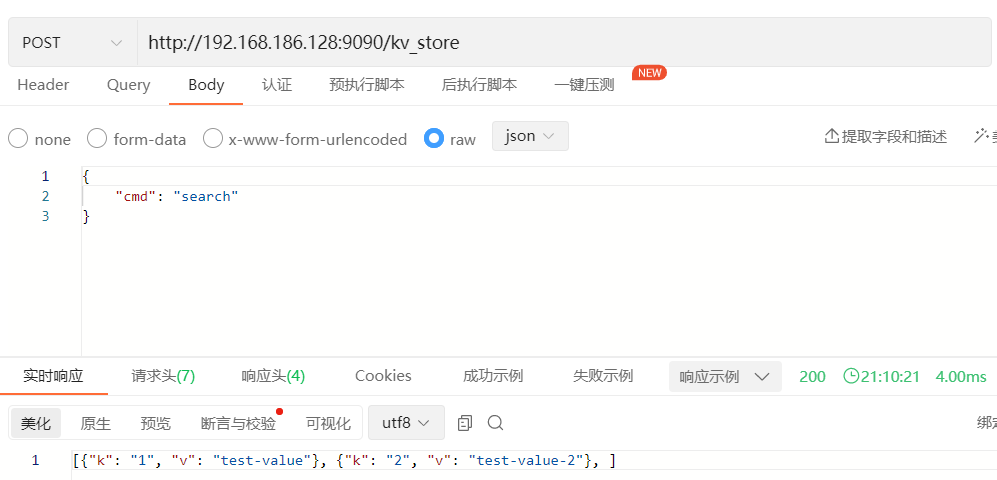 POST http://192.168.186.128:9090/kv_store
Header Query Body 认证 预执行脚本 后执行脚本 一键压测 NEW
none form-data x-www-form-urlencoded raw json 提取字段和描述
1 {
2 "cmd": "search"
3 }
实时响应 请求头(7) 响应头(4) Cookies 成功示例 失败示例 响应示例 200 21:10:21 4.00ms
美化 原生 预览 断言与校验 可视化 utf8
1 [{"k": "1", "v": "test-value"}, {"k": "2", "v": "test-value-2"}, ]